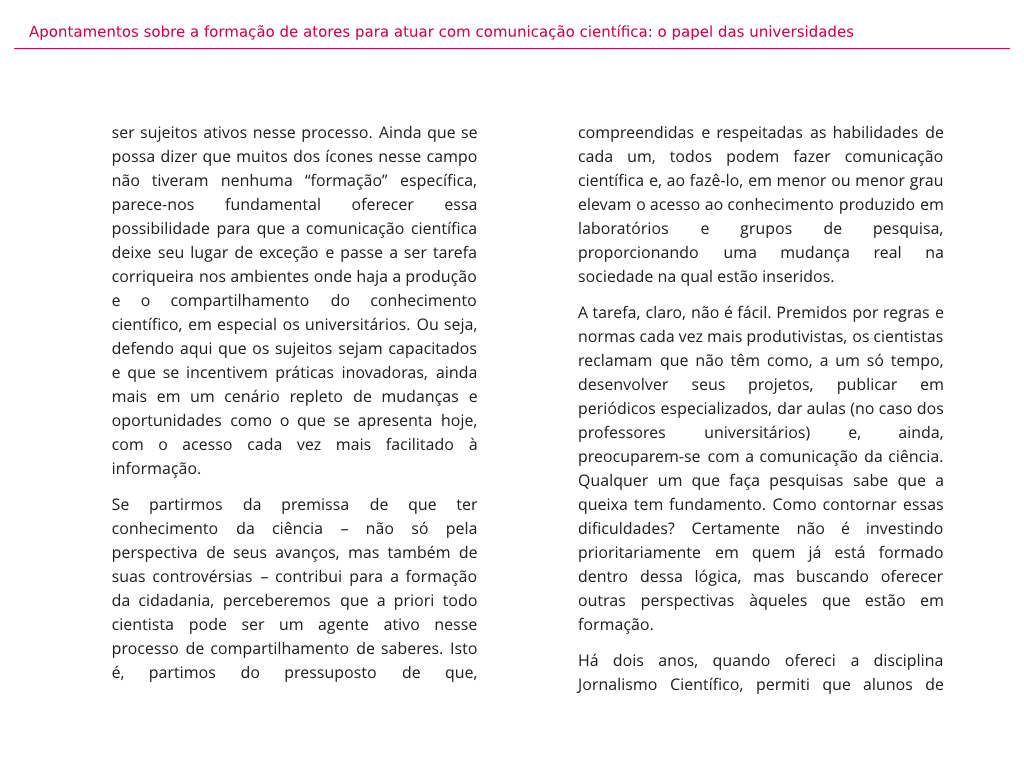 Apontamentos sobre a formação de atores para atuar com comunicação científica: o papel das universidades
ser sujeitos ativos nesse processo. Ainda que se
possa dizer que muitos dos ícones nesse campo
não tiveram nenhuma “formação” específica,
parece-nos fundamental oferecer essa
possibilidade para que a comunicação científica
deixe seu lugar de exceção e passe a ser tarefa
corriqueira nos ambientes onde haja a produção
e o compartilhamento do conhecimento
científico, em especial os universitários. Ou seja,
defendo aqui que os sujeitos sejam capacitados
e que se incentivem práticas inovadoras, ainda
mais em um cenário repleto de mudanças e
oportunidades como o que se apresenta hoje,
com o acesso cada vez mais facilitado à
informação.
Se partirmos da premissa de que ter
conhecimento da ciência – não só pela
perspectiva de seus avanços, mas também de
suas controvérsias – contribui para a formação
da cidadania, perceberemos que a priori todo
cientista pode ser um agente ativo nesse
processo de compartilhamento de saberes. Isto
é, partimos do pressuposto de que,
compreendidas e respeitadas as habilidades de
cada um, todos podem fazer comunicação
científica e, ao fazê-lo, em menor ou menor grau
elevam o acesso ao conhecimento produzido em
laboratórios e grupos de pesquisa,
proporcionando uma mudança real na
sociedade na qual estão inseridos.
A tarefa, claro, não é fácil. Premidos por regras e
normas cada vez mais produtivistas, os cientistas
reclamam que não têm como, a um só tempo,
desenvolver seus projetos, publicar em
periódicos especializados, dar aulas (no caso dos
professores universitários) e, ainda,
preocuparem-se com a comunicação da ciência.
Qualquer um que faça pesquisas sabe que a
queixa tem fundamento. Como contornar essas
dificuldades? Certamente não é investindo
prioritariamente em quem já está formado
dentro dessa lógica, mas buscando oferecer
outras perspectivas àqueles que estão em
formação.
Há dois anos, quando ofereci a disciplina
Jornalismo Científico, permiti que alunos de